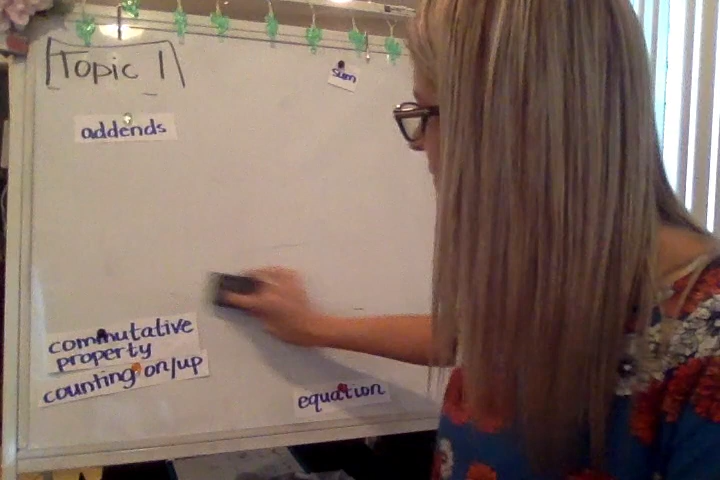 Topic 1
sum
addends
commutative
property
counting on/up
equation